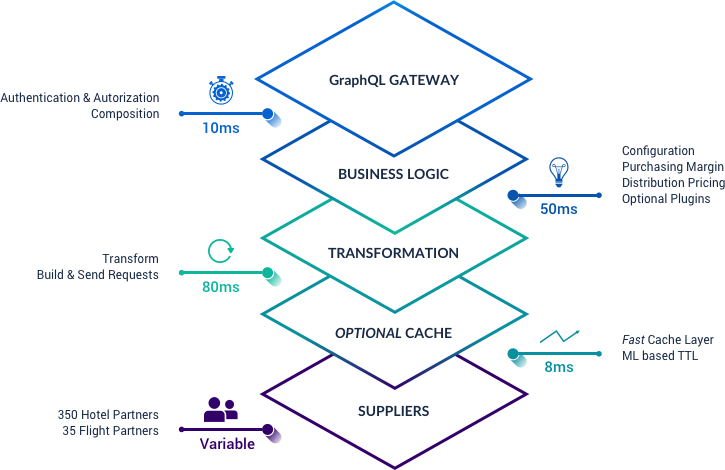 GraphQL GATEWAY
Authentication & Autorization
Composition
10ms
BUSINESS LOGIC
Configuration
Purchasing Margin
Distribution Pricing
Optional Plugins
50ms
TRANSFORMATION
Transform
Build & Send Requests
80ms
OPTIONAL CACHE
Fast Cache Layer
ML based TTL
8ms
SUPPLIERS
350 Hotel Partners
35 Flight Partners
Variable